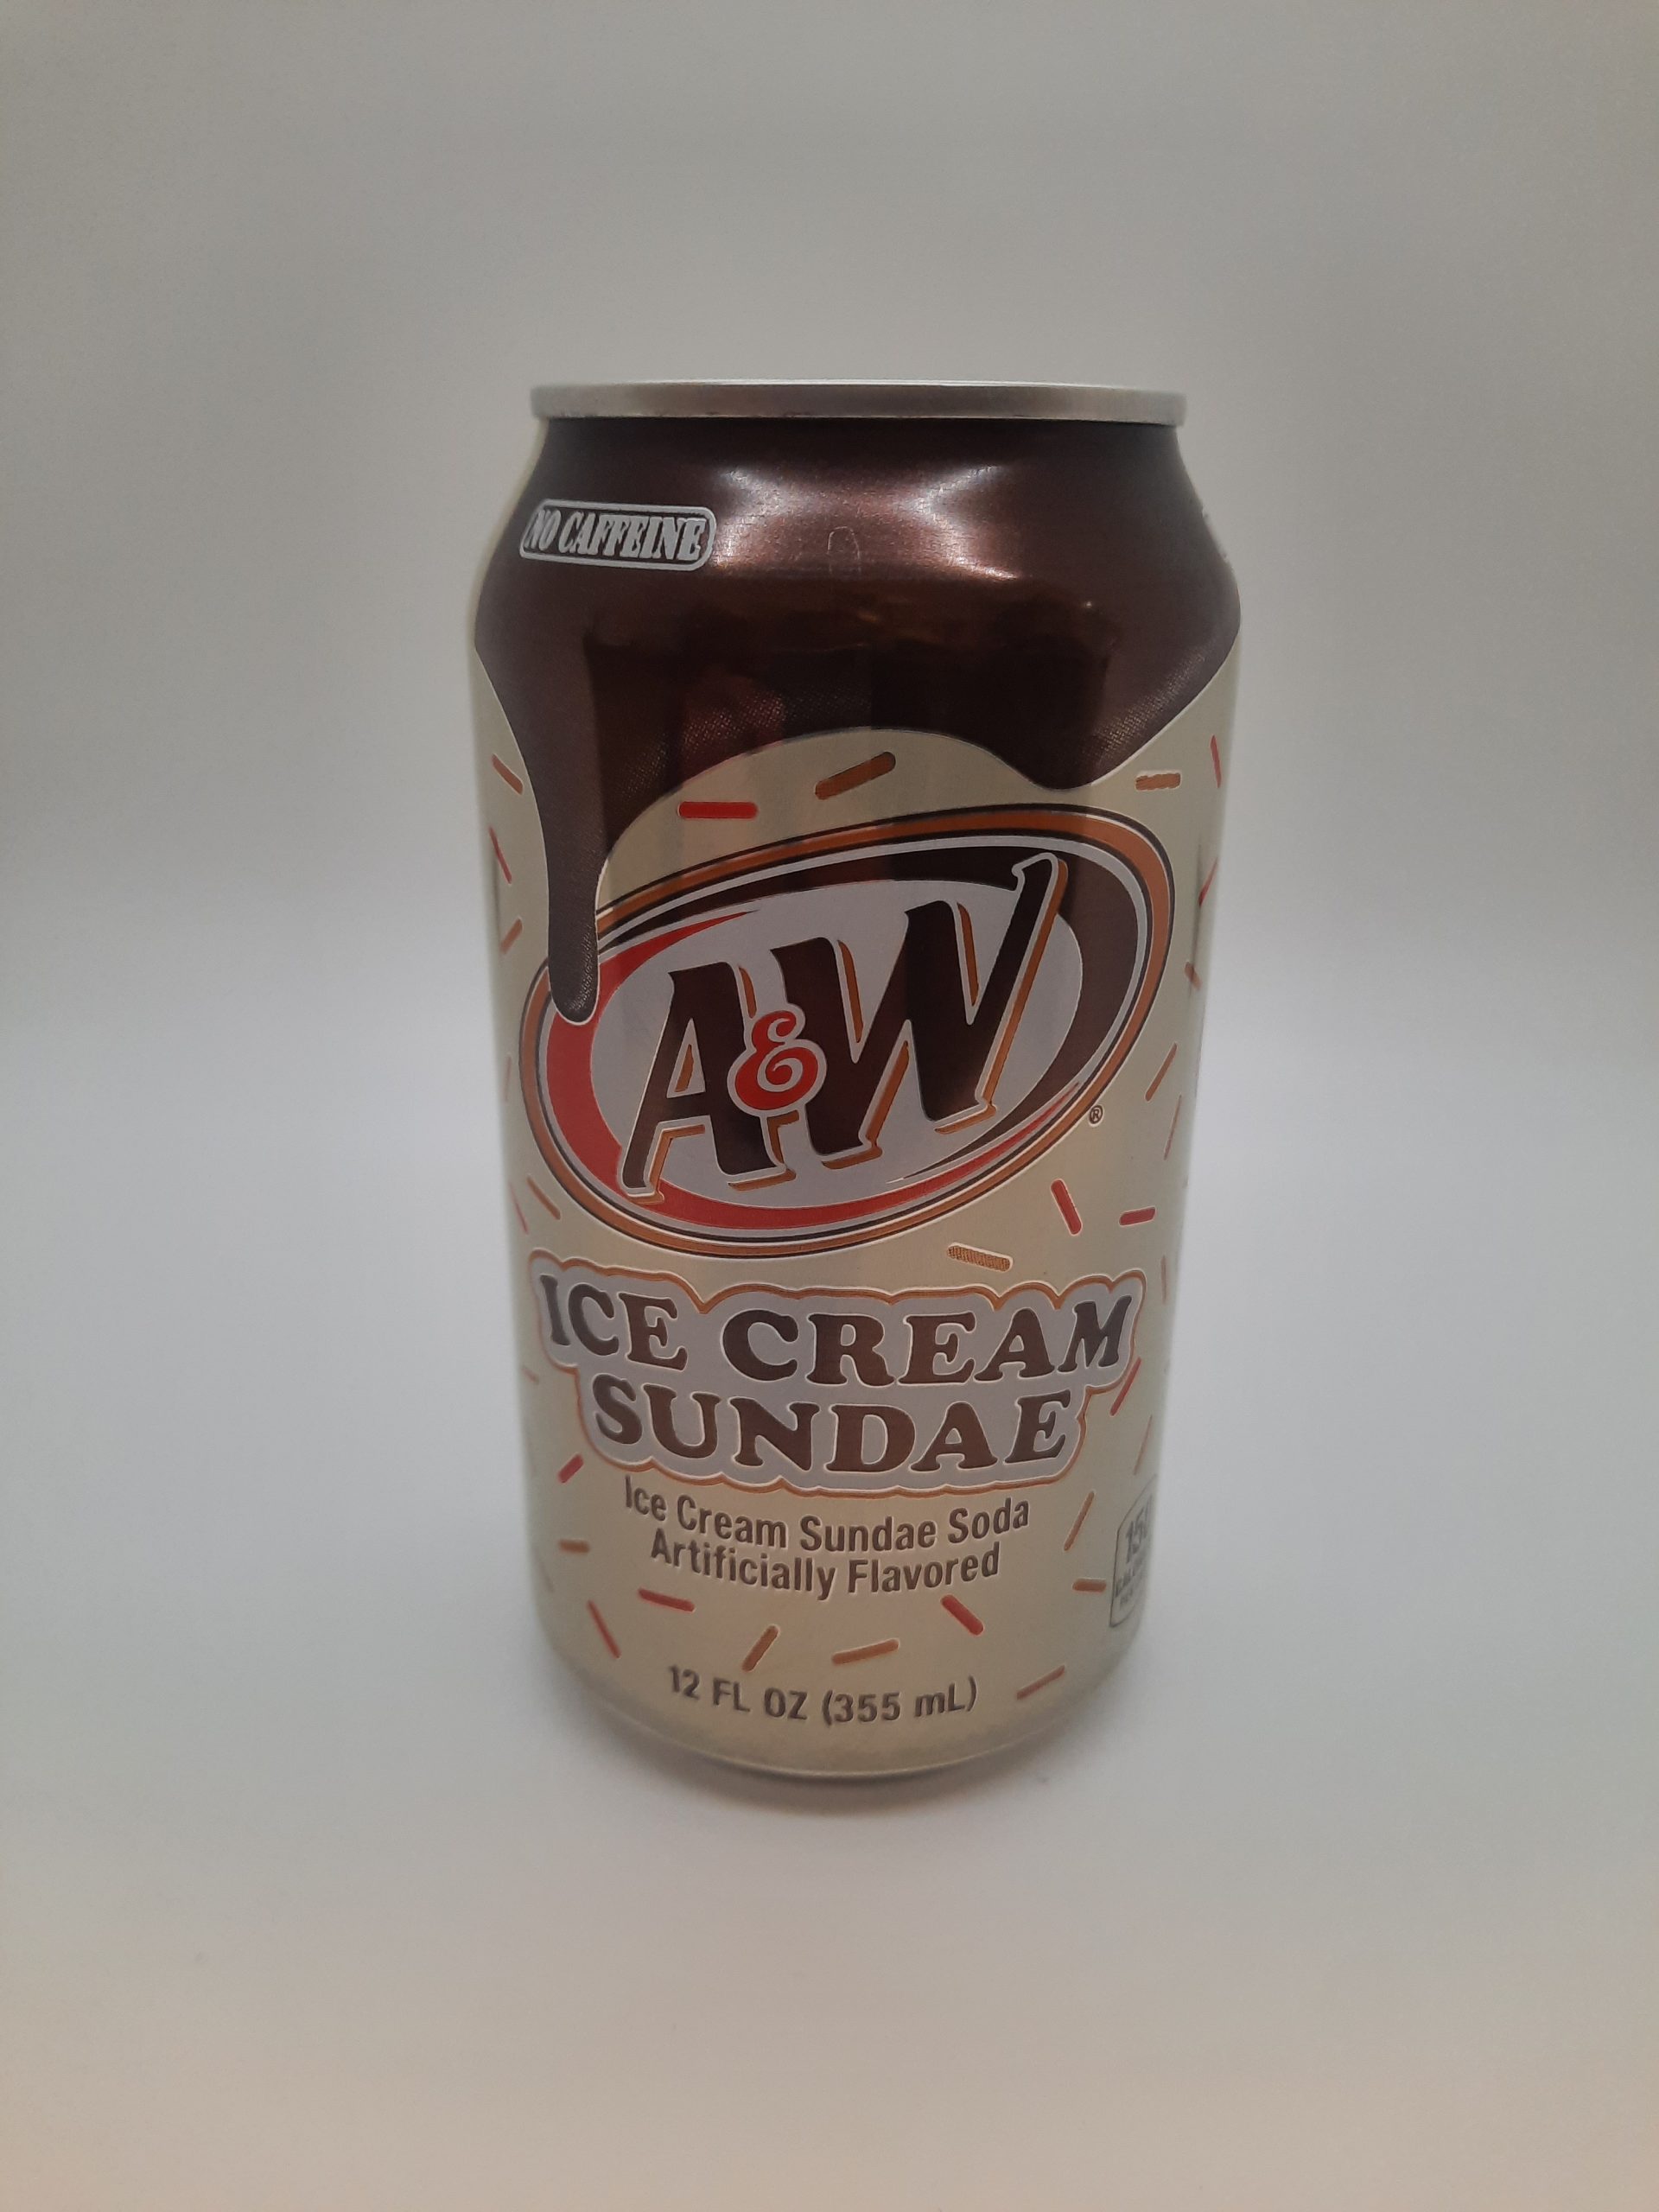 NO CAFFEINE
A&W
®
ICE CREAM
SUNDAE
Ice Cream Sundae Soda
Artificially Flavored
12 FL OZ (355 mL)